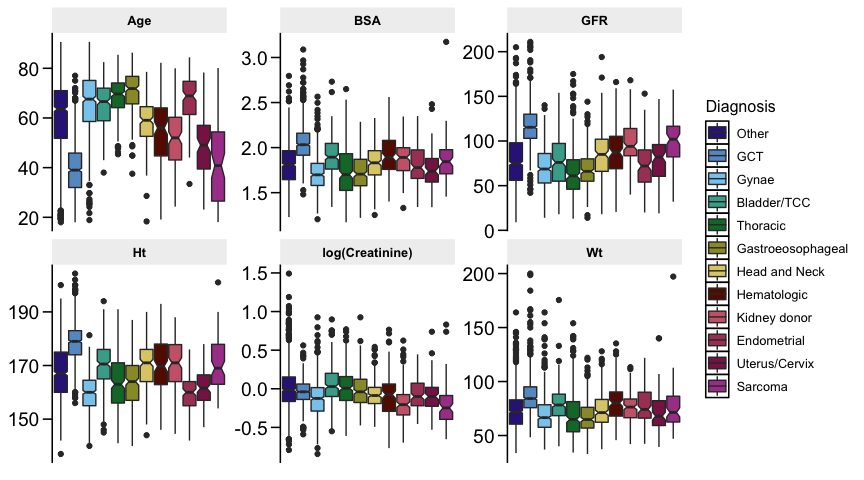 Age
BSA
GFR
80
60
40
20
3.0
2.5
2.0
1.5
200
150
100
50
0
Ht
log(Creatinine)
Wt
190
170
150
1.5
1.0
0.5
0.0
-0.5
200
150
100
50
Diagnosis
Other
GCT
Gynae
Bladder/TCC
Thoracic
Gastroeosophageal
Head and Neck
Hematologic
Kidney donor
Endometrial
Uterus/Cervix
Sarcoma